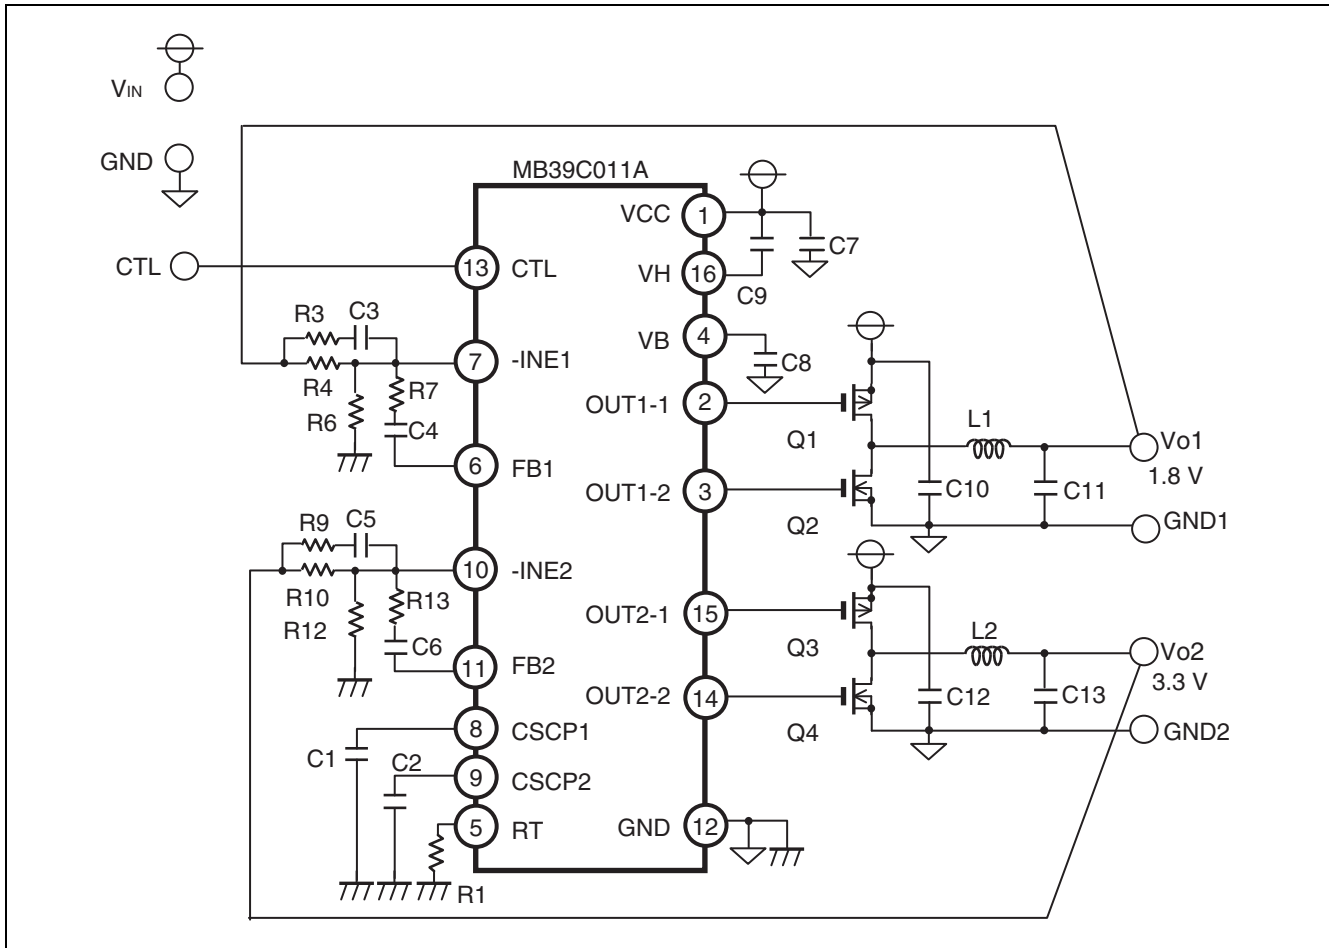 VIN
GND
CTL
MB39C011A
VCC
1
C7
13
CTL
VH
16
C9
R3
C3
VB
4
C8
7
-INE1
R4
R7
OUT1-1
2
R6
C4
Q1
L1
Vo1
1.8 V
6
FB1
OUT1-2
3
C10
C11
Q2
GND1
R9
C5
10
-INE2
R10
R13
R12
OUT2-1
15
C6
Q3
L2
Vo2
3.3 V
11
FB2
OUT2-2
14
C12
C13
Q4
GND2
8
CSCP1
C1
C2
9
CSCP2
5
RT
GND
12
R1